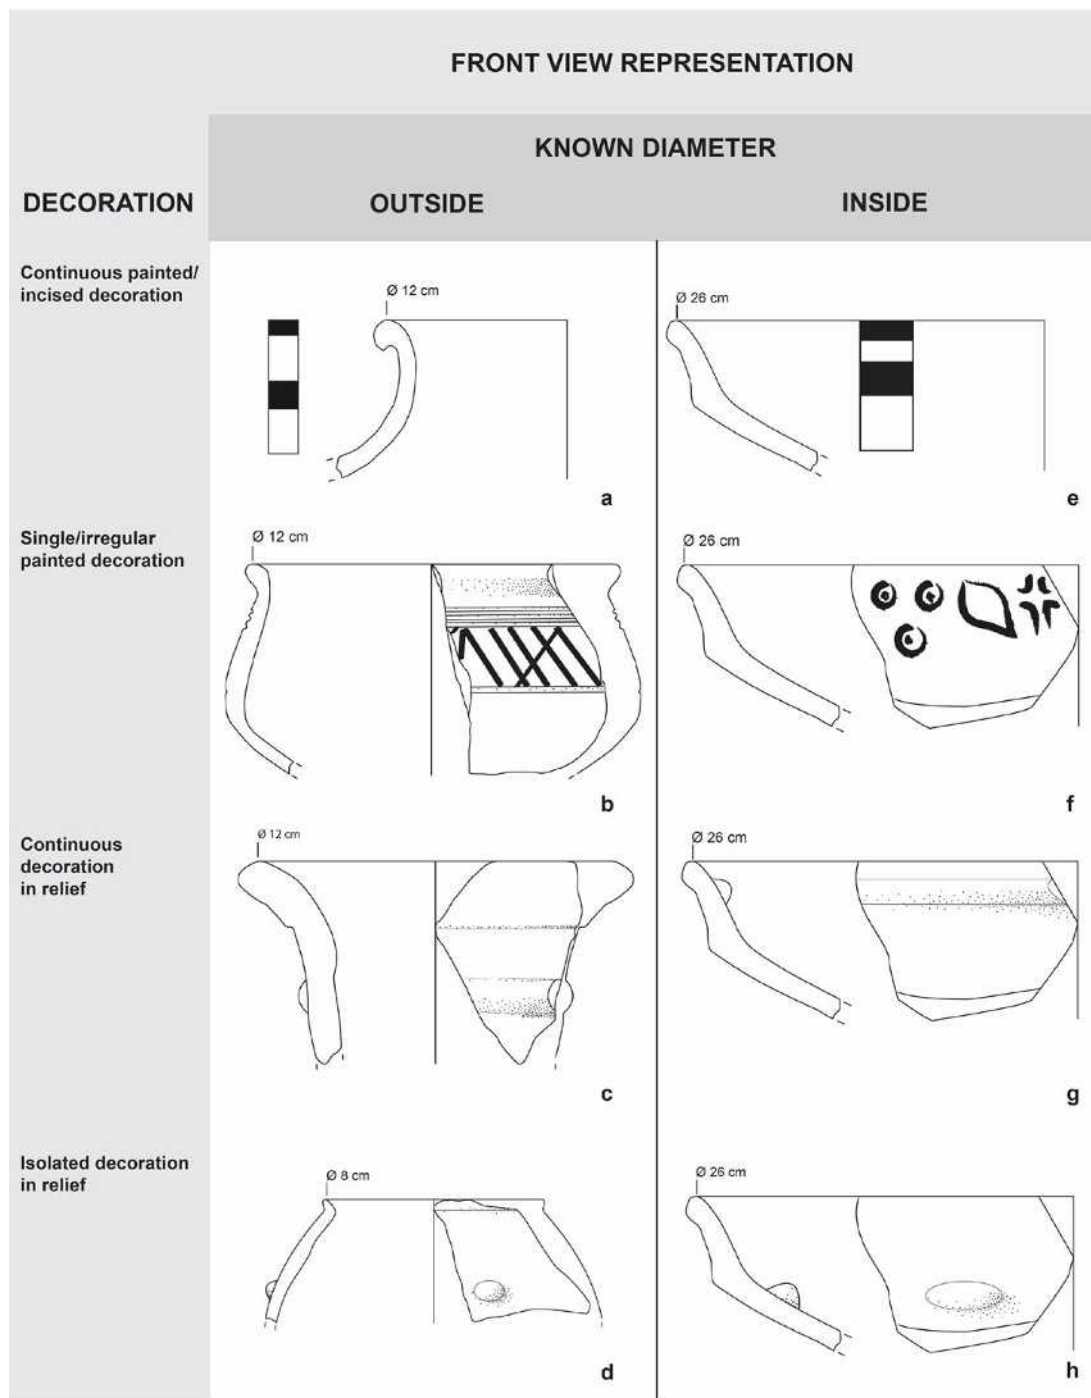 FRONT VIEW REPRESENTATION
KNOWN DIAMETER
DECORATION
OUTSIDE
INSIDE
Continuous painted/
incised decoration
Ø 12 cm
Ø 26 cm
a
e
Single/irregular
painted decoration
Ø 12 cm
Ø 26 cm
b
f
Continuous
decoration
in relief
Ø 12 cm
Ø 26 cm
c
g
Isolated decoration
in relief
Ø 8 cm
Ø 26 cm
d
h